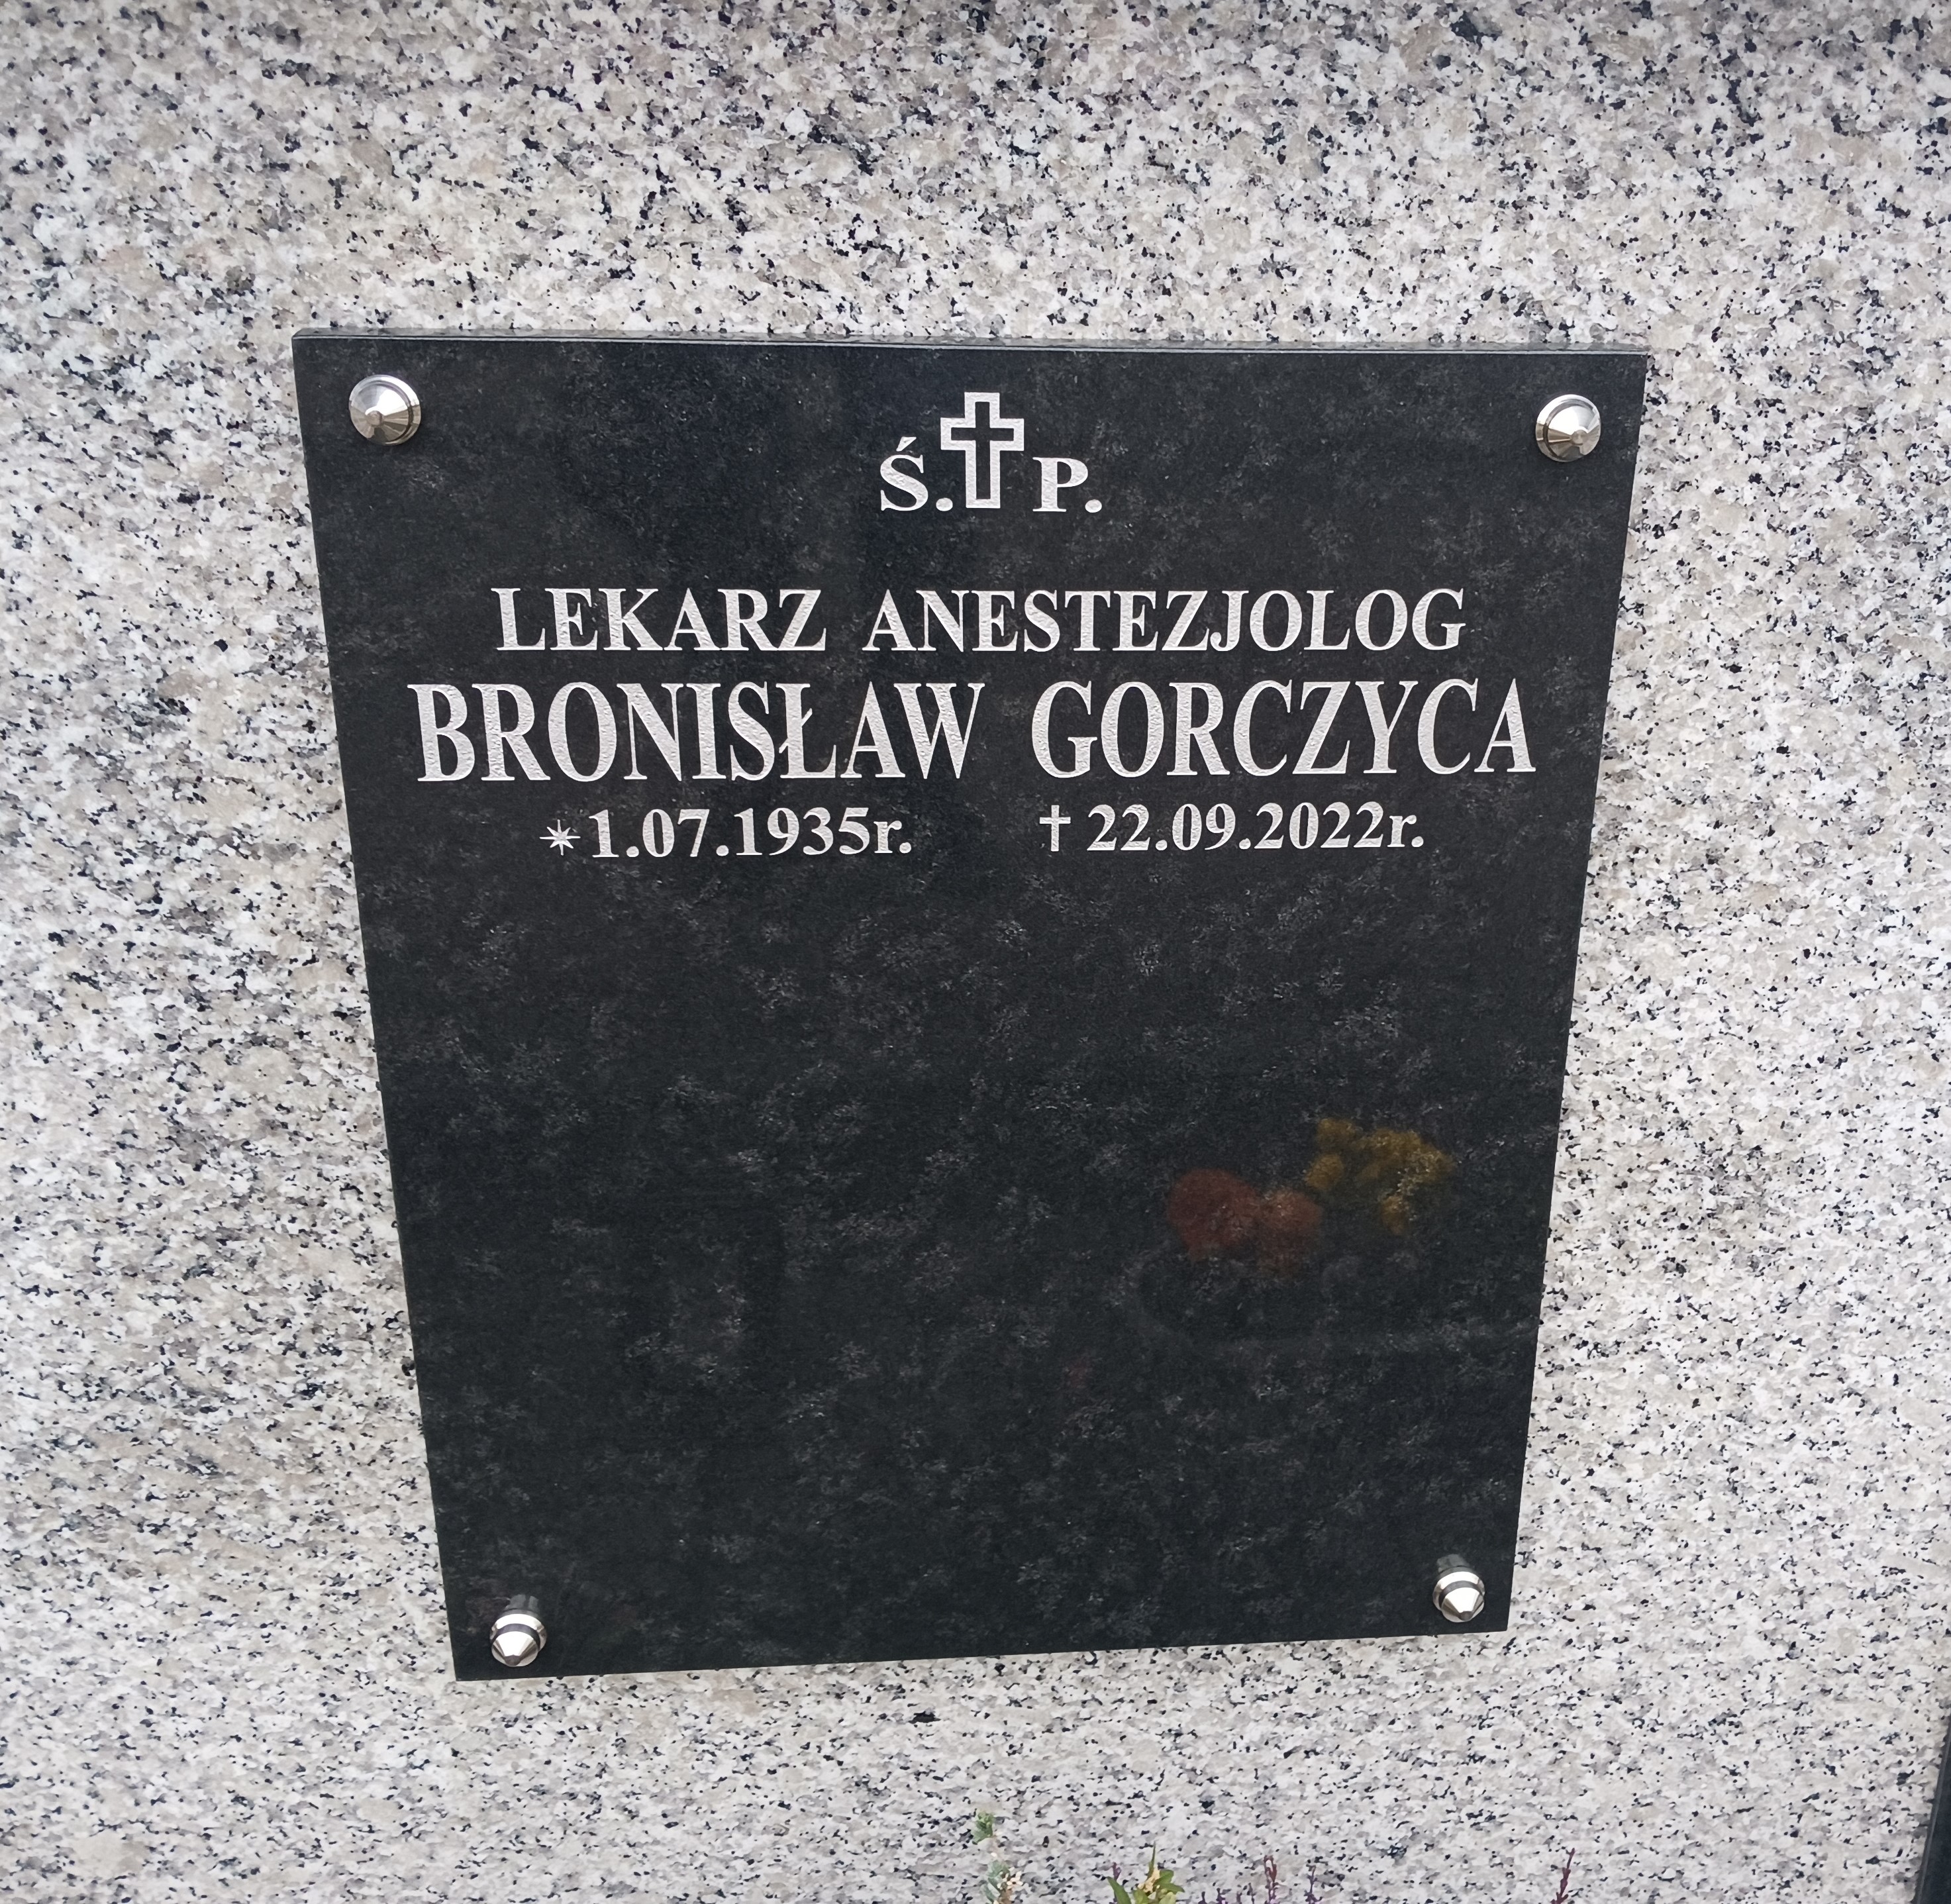 Ś.P.
LEKARZ ANESTEZJOLOG
BRONISŁAW GORCZYCA
*1.07.1935r. †22.09.2022r.